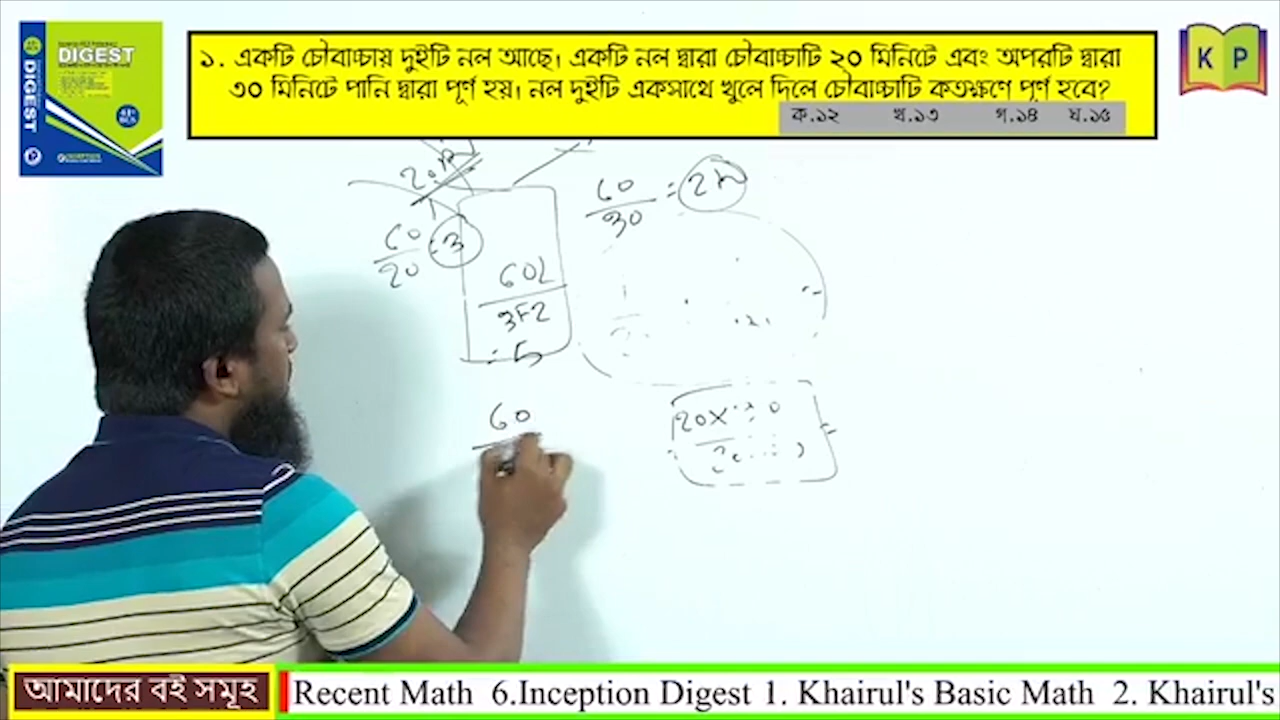 ১. একটি চৌবাচ্চায় দুইটি নল আছে। একটি নল দ্বারা চৌবাচ্চাটি ২০ মিনিটে এবং অপরটি দ্বারা
৩০ মিনিটে পানি দ্বারা পূর্ণ হয়। নল দুইটি একসাথে খুলে দিলে চৌবাচ্চাটি কতক্ষণে পূর্ণ হবে?
ক.১২ খ.১৩ গ.১৪ ঘ.১৫
DIGEST
DIGEST
K P
60
30
= 2
60
20
= 3
60L
3+2
= 5
60
20x
আমাদের বই সমূহ
Recent Math 6.Inception Digest 1. Khairul's Basic Math 2. Khairul's